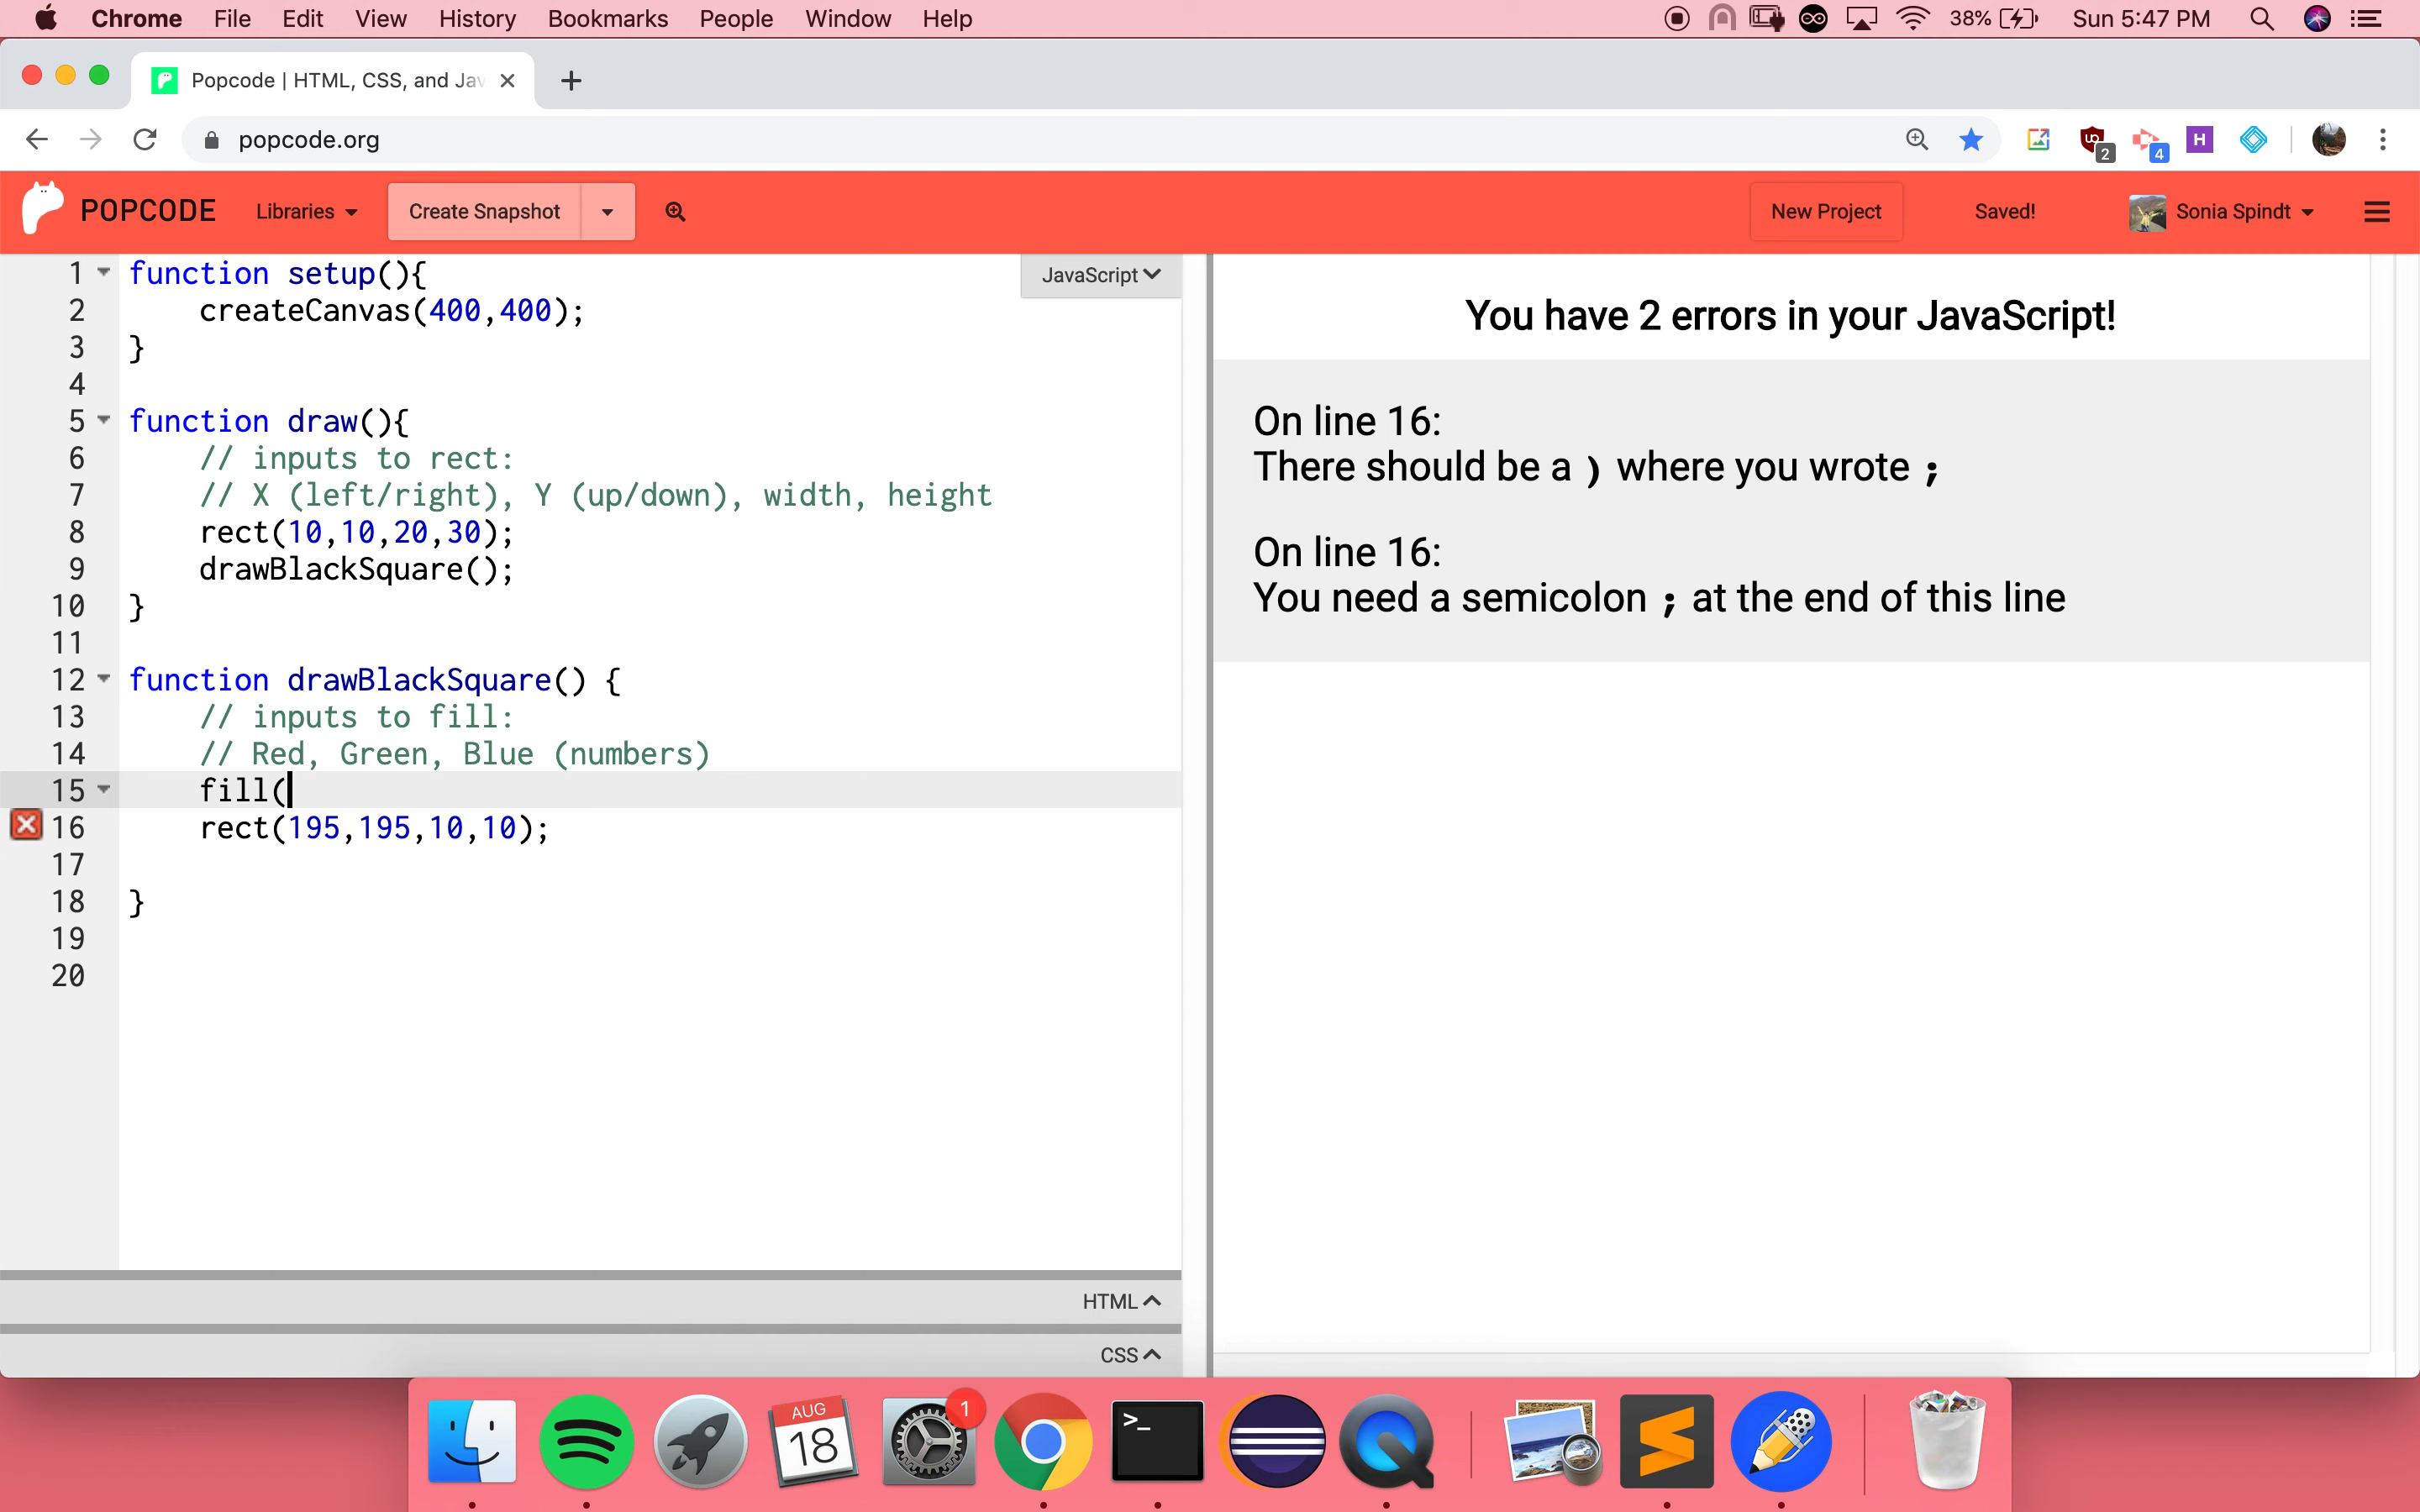 Chrome File Edit View History Bookmarks People Window Help 38% Sun 5:47 PM
Popcode | HTML, CSS, and Jav
popcode.org 2 4 H
POPCODE Libraries Create Snapshot New Project Saved! Sonia Spindt
JavaScript
1 function setup(){
2 createCanvas(400,400);
3 }
4
5 function draw(){
6 // inputs to rect:
7 // X (left/right), Y (up/down), width, height
8 rect(10,10,20,30);
9 drawBlackSquare();
10 }
11
12 function drawBlackSquare() {
13 // inputs to fill:
14 // Red, Green, Blue (numbers)
15 fill(
16 rect(195,195,10,10);
17
18 }
19
20
HTML
CSS
You have 2 errors in your JavaScript!
On line 16:
There should be a ) where you wrote ;
On line 16:
You need a semicolon ; at the end of this line
AUG
18
1
>_